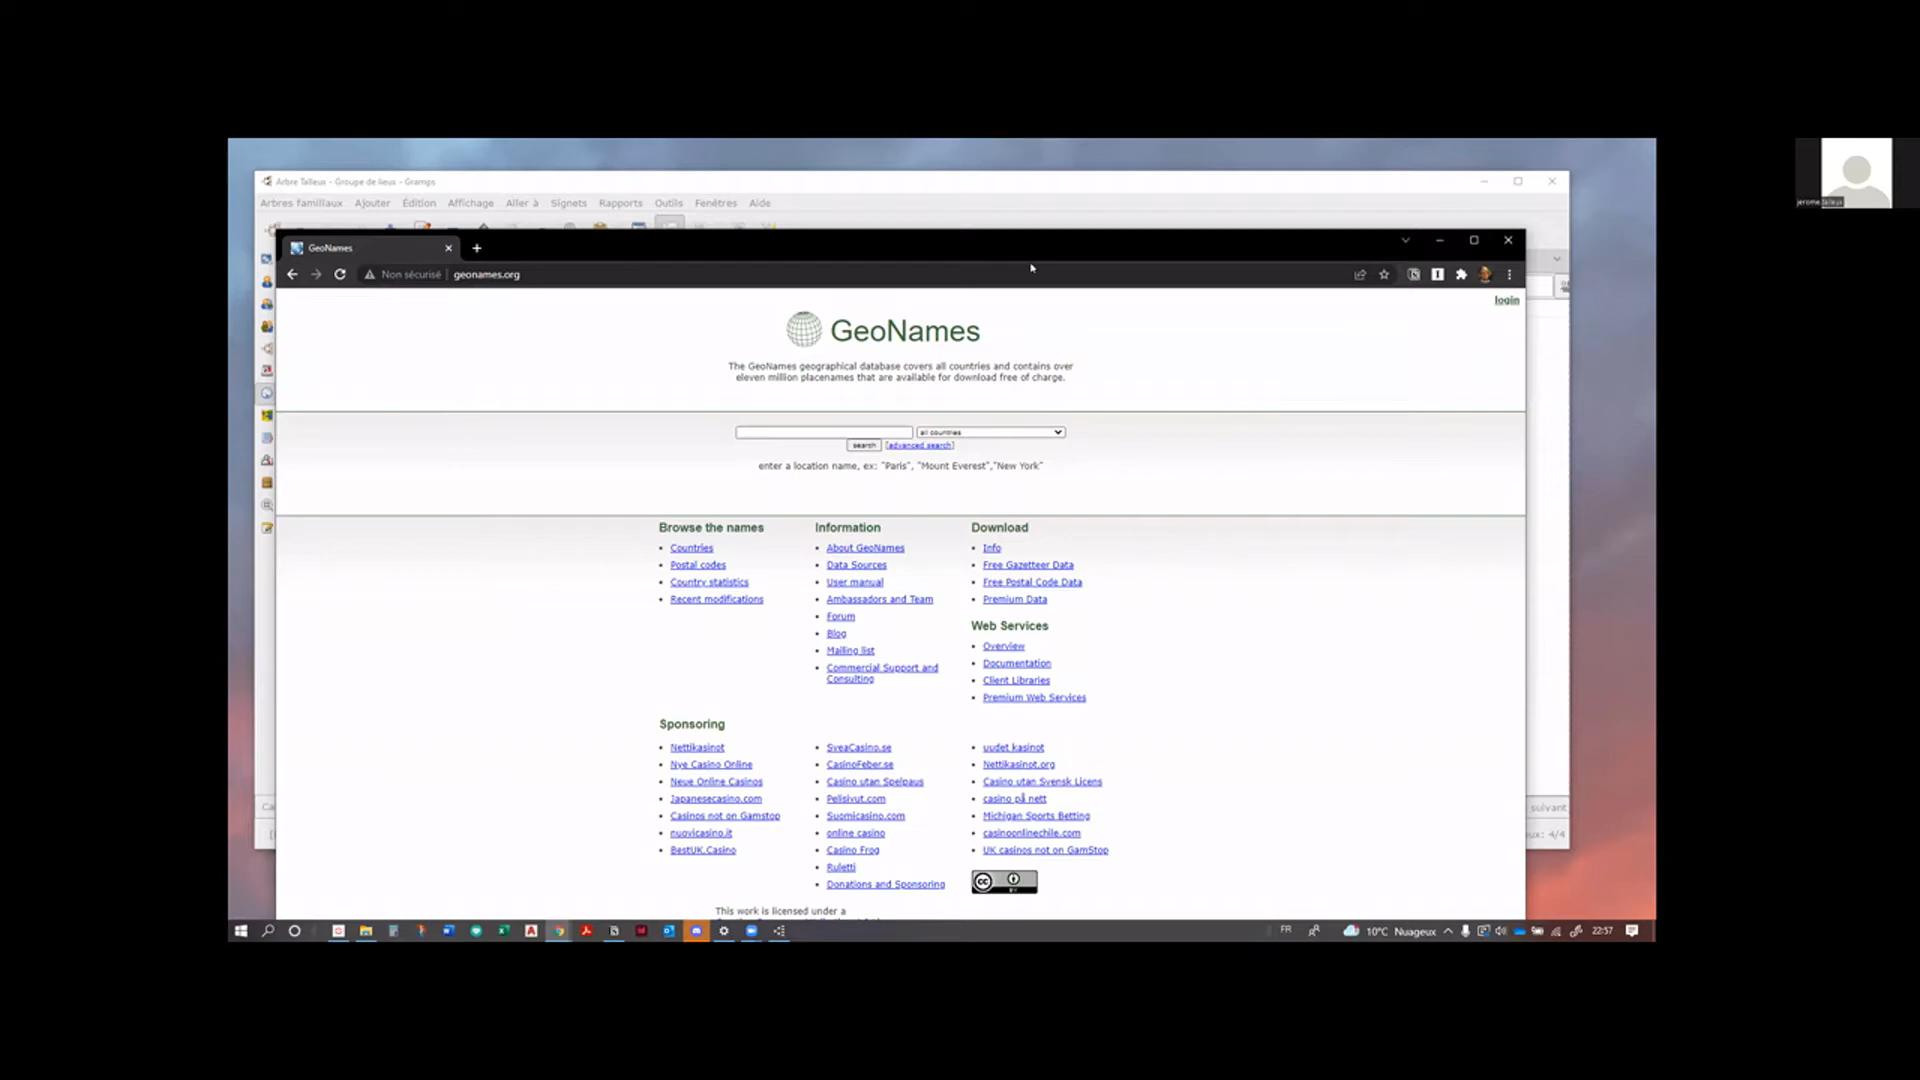 Arbre Talleux - Groupe de lieux - Gramps
Arbres familiaux Ajouter Édition Affichage Aller à Signets Rapports Outils Fenêtres Aide
GeoNames
Non sécurisé geonames.org
login
GeoNames
The GeoNames geographical database covers all countries and contains over
eleven million placenames that are available for download free of charge.
all countries
search [advanced search]
enter a location name, ex: "Paris", "Mount Everest","New York"
Browse the names
Countries
Postal codes
Country statistics
Recent modifications
Information
About GeoNames
Data Sources
User manual
Ambassadors and Team
Forum
Blog
Mailing list
Commercial Support and
Consulting
Download
Info
Free Gazetteer Data
Free Postal Code Data
Premium Data
Web Services
Overview
Documentation
Client Libraries
Premium Web Services
Sponsoring
Nettikasinot
Nye Casino Online
Neue Online Casinos
Japanesecasino.com
Casinos not on Gamstop
nuovicasino.it
BestUK.Casino
SveaCasino.se
CasinoFeber.se
Casino utan Spelpaus
Pelisivut.com
Suomicasino.com
online casino
Casino Frog
Ruletti
Donations and Sponsoring
uudet kasinot
Nettikasinot.org
Casino utan Svensk Licens
casino på nett
Michigan Sports Betting
casinoonlinechile.com
UK casinos not on GamStop
cc BY
This work is licensed under a
suivant
4/4
FR 10°C Nuageux 22:57
jerome talleux